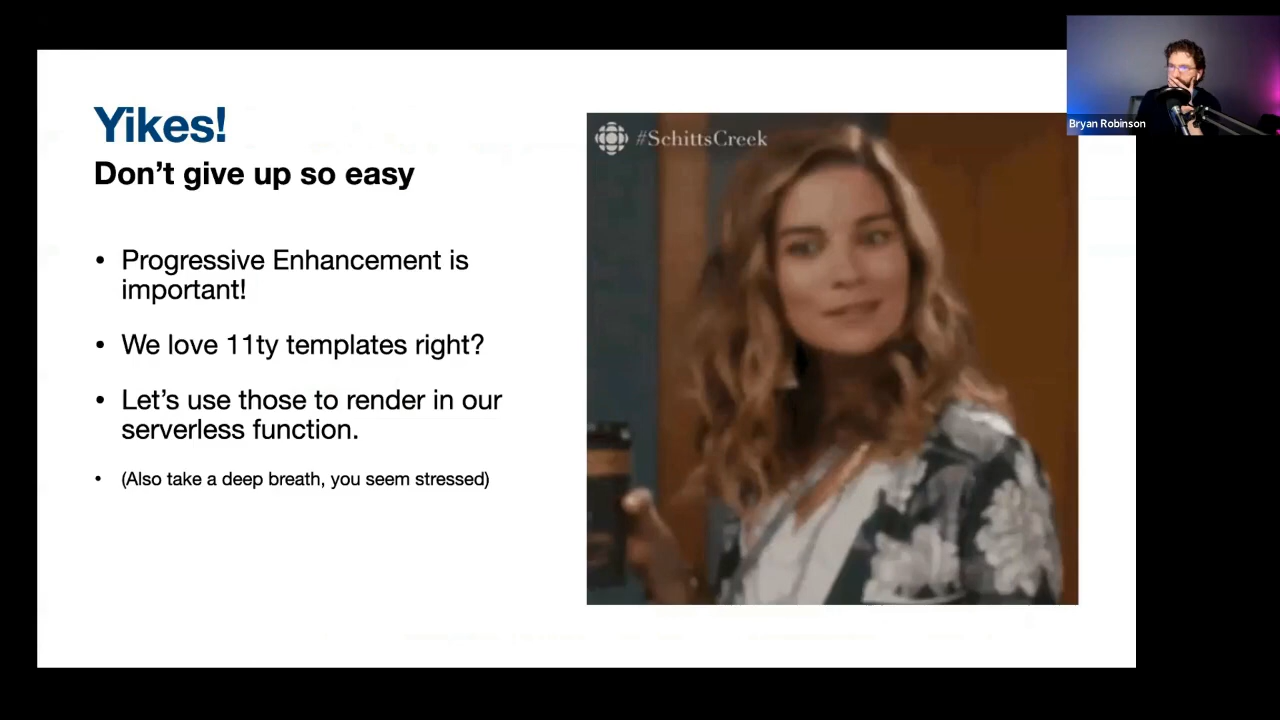 Yikes!
Don’t give up so easy
• Progressive Enhancement is
important!
• We love 11ty templates right?
• Let’s use those to render in our
serverless function.
• (Also take a deep breath, you seem stressed)
#SchittsCreek
Bryan Robinson